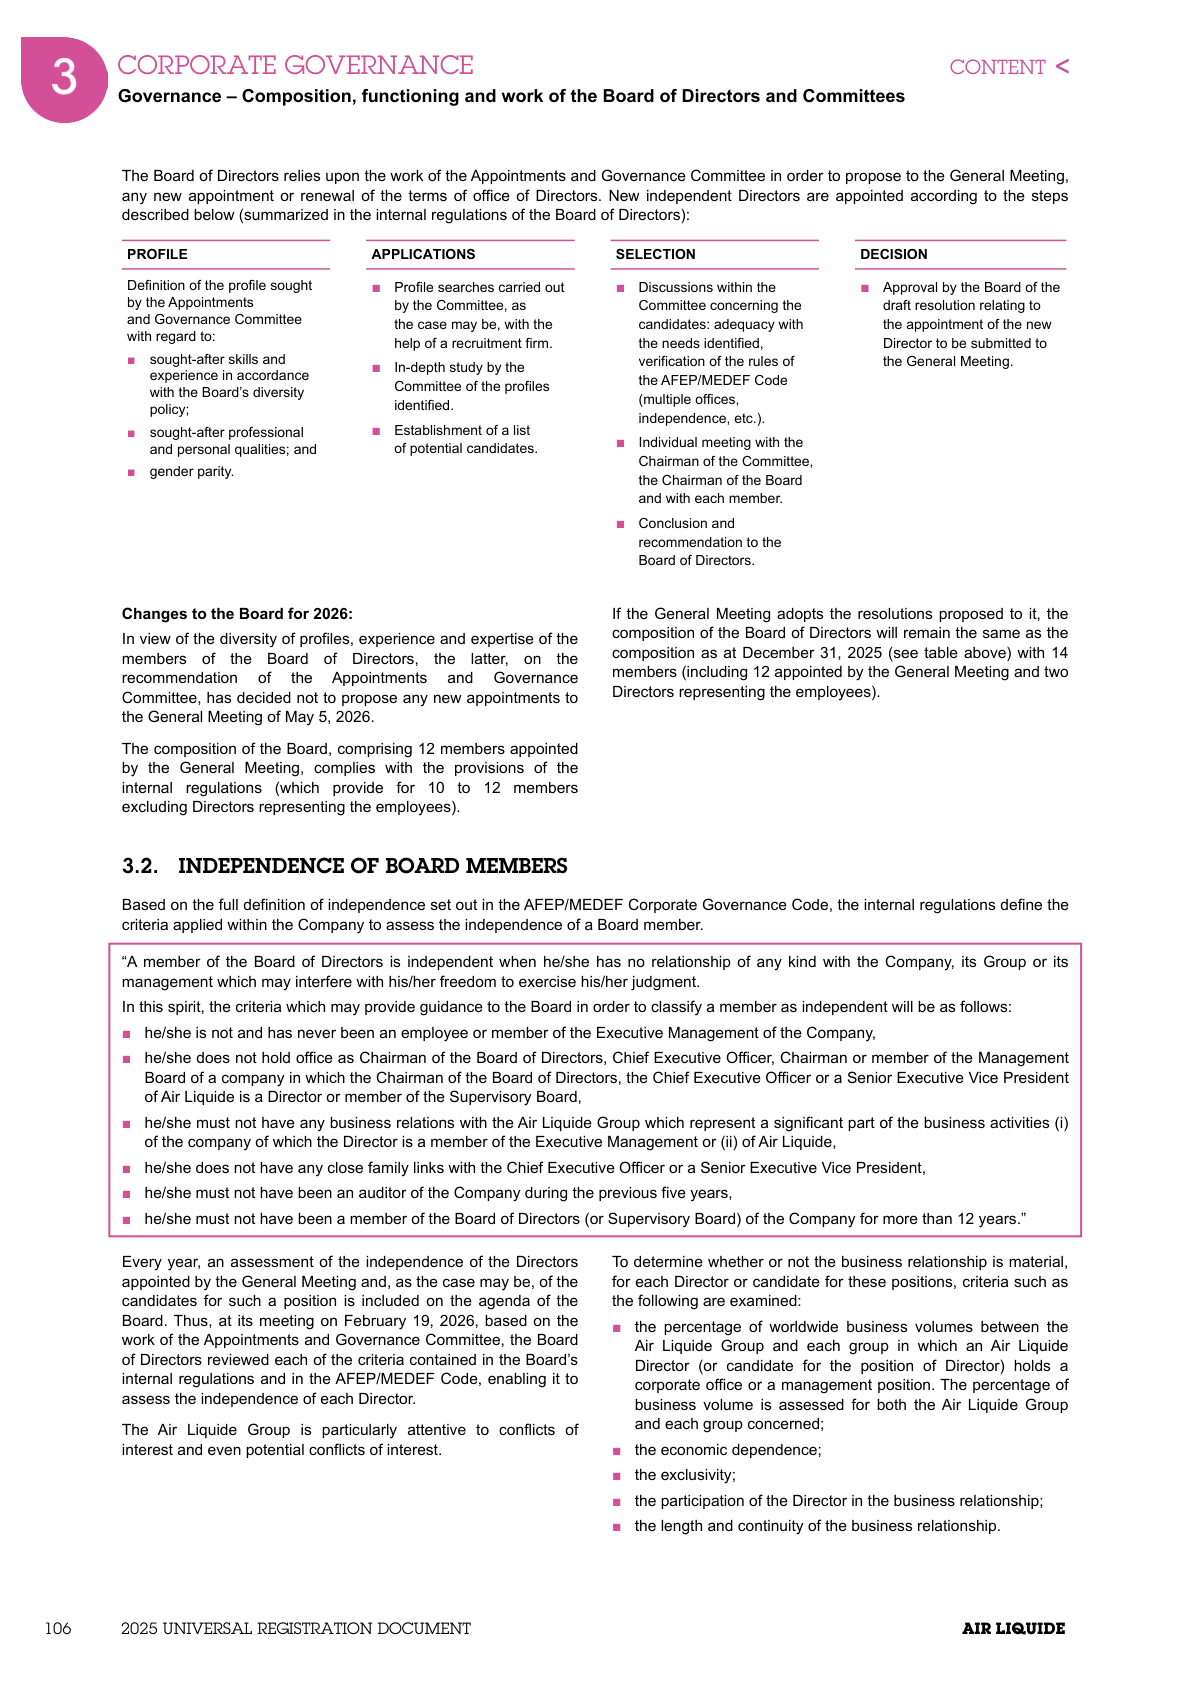 3
CORPORATE GOVERNANCE
CONTENT <
Governance – Composition, functioning and work of the Board of Directors and Committees
The Board of Directors relies upon the work of the Appointments and Governance Committee in order to propose to the General Meeting,
any new appointment or renewal of the terms of office of Directors. New independent Directors are appointed according to the steps
described below (summarized in the internal regulations of the Board of Directors):
PROFILE
Definition of the profile sought
by the Appointments
and Governance Committee
with regard to:
■ sought-after skills and
experience in accordance
with the Board’s diversity
policy;
■ sought-after professional
and personal qualities; and
■ gender parity.
APPLICATIONS
■ Profile searches carried out
by the Committee, as
the case may be, with the
help of a recruitment firm.
■ In-depth study by the
Committee of the profiles
identified.
■ Establishment of a list
of potential candidates.
SELECTION
■ Discussions within the
Committee concerning the
candidates: adequacy with
the needs identified,
verification of the rules of
the AFEP/MEDEF Code
(multiple offices,
independence, etc.).
■ Individual meeting with the
Chairman of the Committee,
the Chairman of the Board
and with each member.
■ Conclusion and
recommendation to the
Board of Directors.
DECISION
■ Approval by the Board of the
draft resolution relating to
the appointment of the new
Director to be submitted to
the General Meeting.
Changes to the Board for 2026:
In view of the diversity of profiles, experience and expertise of the
members of the Board of Directors, the latter, on the
recommendation of the Appointments and Governance
Committee, has decided not to propose any new appointments to
the General Meeting of May 5, 2026.
The composition of the Board, comprising 12 members appointed
by the General Meeting, complies with the provisions of the
internal regulations (which provide for 10 to 12 members
excluding Directors representing the employees).
If the General Meeting adopts the resolutions proposed to it, the
composition of the Board of Directors will remain the same as the
composition as at December 31, 2025 (see table above) with 14
members (including 12 appointed by the General Meeting and two
Directors representing the employees).
3.2. INDEPENDENCE OF BOARD MEMBERS
Based on the full definition of independence set out in the AFEP/MEDEF Corporate Governance Code, the internal regulations define the
criteria applied within the Company to assess the independence of a Board member.
“A member of the Board of Directors is independent when he/she has no relationship of any kind with the Company, its Group or its
management which may interfere with his/her freedom to exercise his/her judgment.
In this spirit, the criteria which may provide guidance to the Board in order to classify a member as independent will be as follows:
■ he/she is not and has never been an employee or member of the Executive Management of the Company,
■ he/she does not hold office as Chairman of the Board of Directors, Chief Executive Officer, Chairman or member of the Management
Board of a company in which the Chairman of the Board of Directors, the Chief Executive Officer or a Senior Executive Vice President
of Air Liquide is a Director or member of the Supervisory Board,
■ he/she must not have any business relations with the Air Liquide Group which represent a significant part of the business activities (i)
of the company of which the Director is a member of the Executive Management or (ii) of Air Liquide,
■ he/she does not have any close family links with the Chief Executive Officer or a Senior Executive Vice President,
■ he/she must not have been an auditor of the Company during the previous five years,
■ he/she must not have been a member of the Board of Directors (or Supervisory Board) of the Company for more than 12 years.”
Every year, an assessment of the independence of the Directors
appointed by the General Meeting and, as the case may be, of the
candidates for such a position is included on the agenda of the
Board. Thus, at its meeting on February 19, 2026, based on the
work of the Appointments and Governance Committee, the Board
of Directors reviewed each of the criteria contained in the Board’s
internal regulations and in the AFEP/MEDEF Code, enabling it to
assess the independence of each Director.
The Air Liquide Group is particularly attentive to conflicts of
interest and even potential conflicts of interest.
To determine whether or not the business relationship is material,
for each Director or candidate for these positions, criteria such as
the following are examined:
■ the percentage of worldwide business volumes between the
Air Liquide Group and each group in which an Air Liquide
Director (or candidate for the position of Director) holds a
corporate office or a management position. The percentage of
business volume is assessed for both the Air Liquide Group
and each group concerned;
■ the economic dependence;
■ the exclusivity;
■ the participation of the Director in the business relationship;
■ the length and continuity of the business relationship.
106
2025 UNIVERSAL REGISTRATION DOCUMENT
AIR LIQUIDE